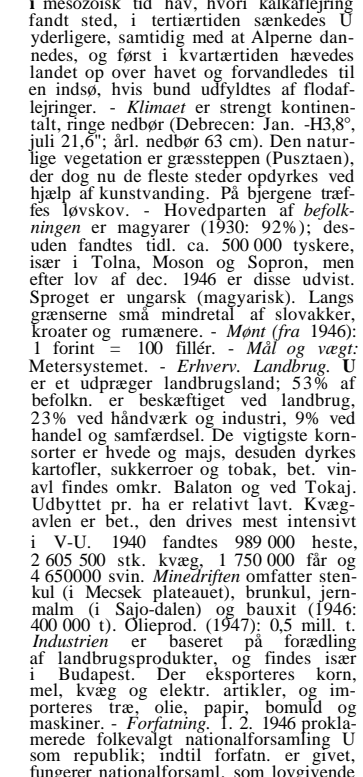 i mesozoisk tid hav, hvori kalkaflejring
fandt sted, i tertiærtiden sænkedes U
yderligere, samtidig med at Alperne dan-
nedes, og først i kvartærtiden hævedes
landet op over havet og forvandledes til
en indsø, hvis bund udfyldtes af flodaf-
lejringer. - Klimaet er strengt kontinen-
talt, ringe nedbør (Debrecen: Jan. -H3,8°,
juli 21,6"; årl. nedbør 63 cm). Den natur-
lige vegetation er græssteppen (Pusztaen),
der dog nu de fleste steder opdyrkes ved
hjælp af kunstvanding. På bjergene træf-
fes løvskov. - Hovedparten af befolk-
ningen er magyarer (1930: 92%); des-
uden fandtes tidl. ca. 500 000 tyskere,
især i Tolna, Moson og Sopron, men
efter lov af dec. 1946 er disse udvist.
Sproget er ungarsk (magyarisk). Langs
grænserne små mindretal af slovakker,
kroater og rumænere. - Mønt (fra 1946):
1 forint = 100 fillér. - Mål og vægt:
Metersystemet. - Erhverv. Landbrug. U
er et udpræger landbrugsland; 53% af
befolkn. er beskæftiget ved landbrug,
23% ved håndværk og industri, 9% ved
handel og samfærdsel. De vigtigste korn-
sorter er hvede og majs, desuden dyrkes
kartofler, sukkerroer og tobak, bet. vin-
avl findes omkr. Balaton og ved Tokaj.
Udbyttet pr. ha er relativt lavt. Kvæg-
avlen er bet., den drives mest intensivt
i V-U. 1940 fandtes 989 000 heste,
2 605 500 stk. kvæg, 1 750 000 får og
4 650000 svin. Minedriften omfatter sten-
kul (i Mecsek plateauet), brunkul, jern-
malm (i Sajo-dalen) og bauxit (1946:
400 000 t). Olieprod. (1947): 0,5 mill. t.
Industrien er baseret på forædling
af landbrugsprodukter, og findes især
i Budapest. Der eksporteres korn,
mel, kvæg og elektr. artikler, og im-
porteres træ, olie, papir, bomuld og
maskiner. - Forfatning. 1. 2. 1946 prokla-
merede folkevalgt nationalforsamling U
som republik; indtil forfatn. er givet,
fungerer nationalforsaml. som lovgivende